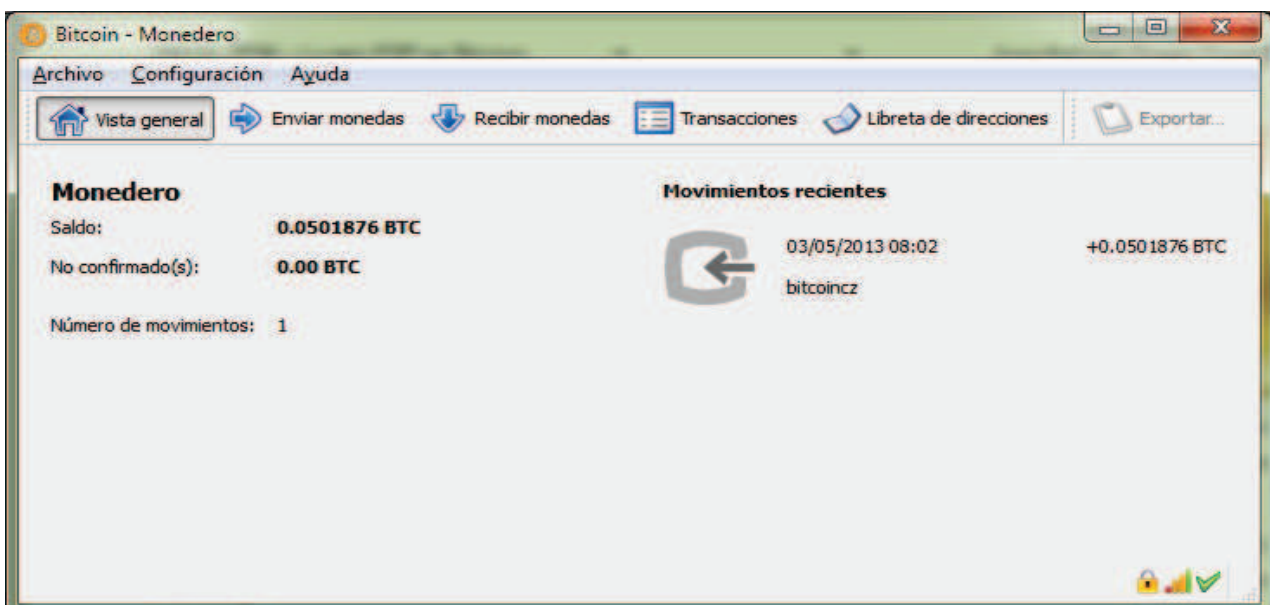 Bitcoin - Monedero
Archivo Configuración Ayuda
Vista general Enviar monedas Recibir monedas Transacciones Libreta de direcciones Exportar...
Monedero
Saldo: 0.0501876 BTC
No confirmado(s): 0.00 BTC
Número de movimientos: 1
Movimientos recientes
03/05/2013 08:02 +0.0501876 BTC
bitcoincz